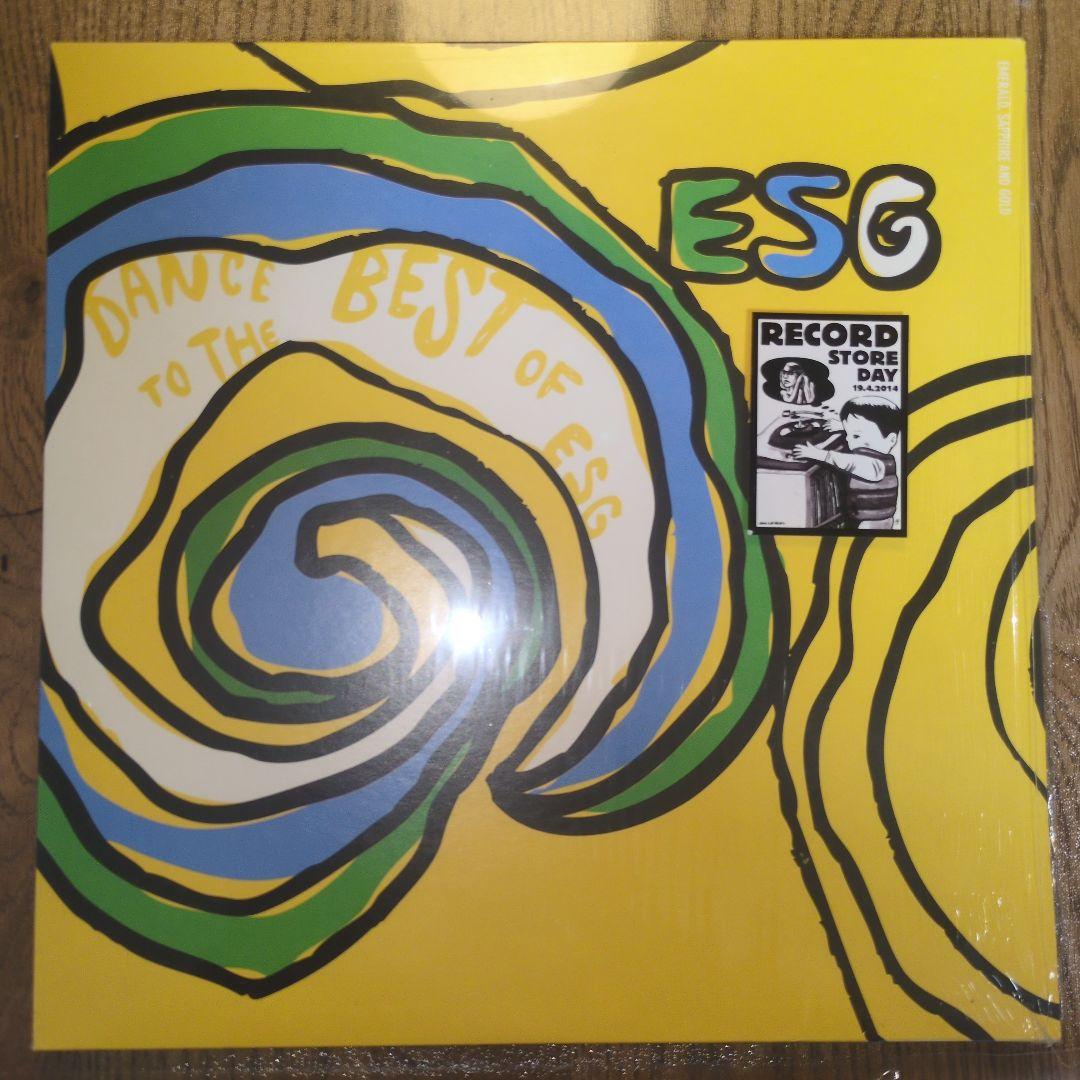 EMERALD, SAPPHIRE AND GOLD
ESG
DANCE
TO THE
BEST
OF
ESG
RECORD
STORE
DAY
19.4.2014